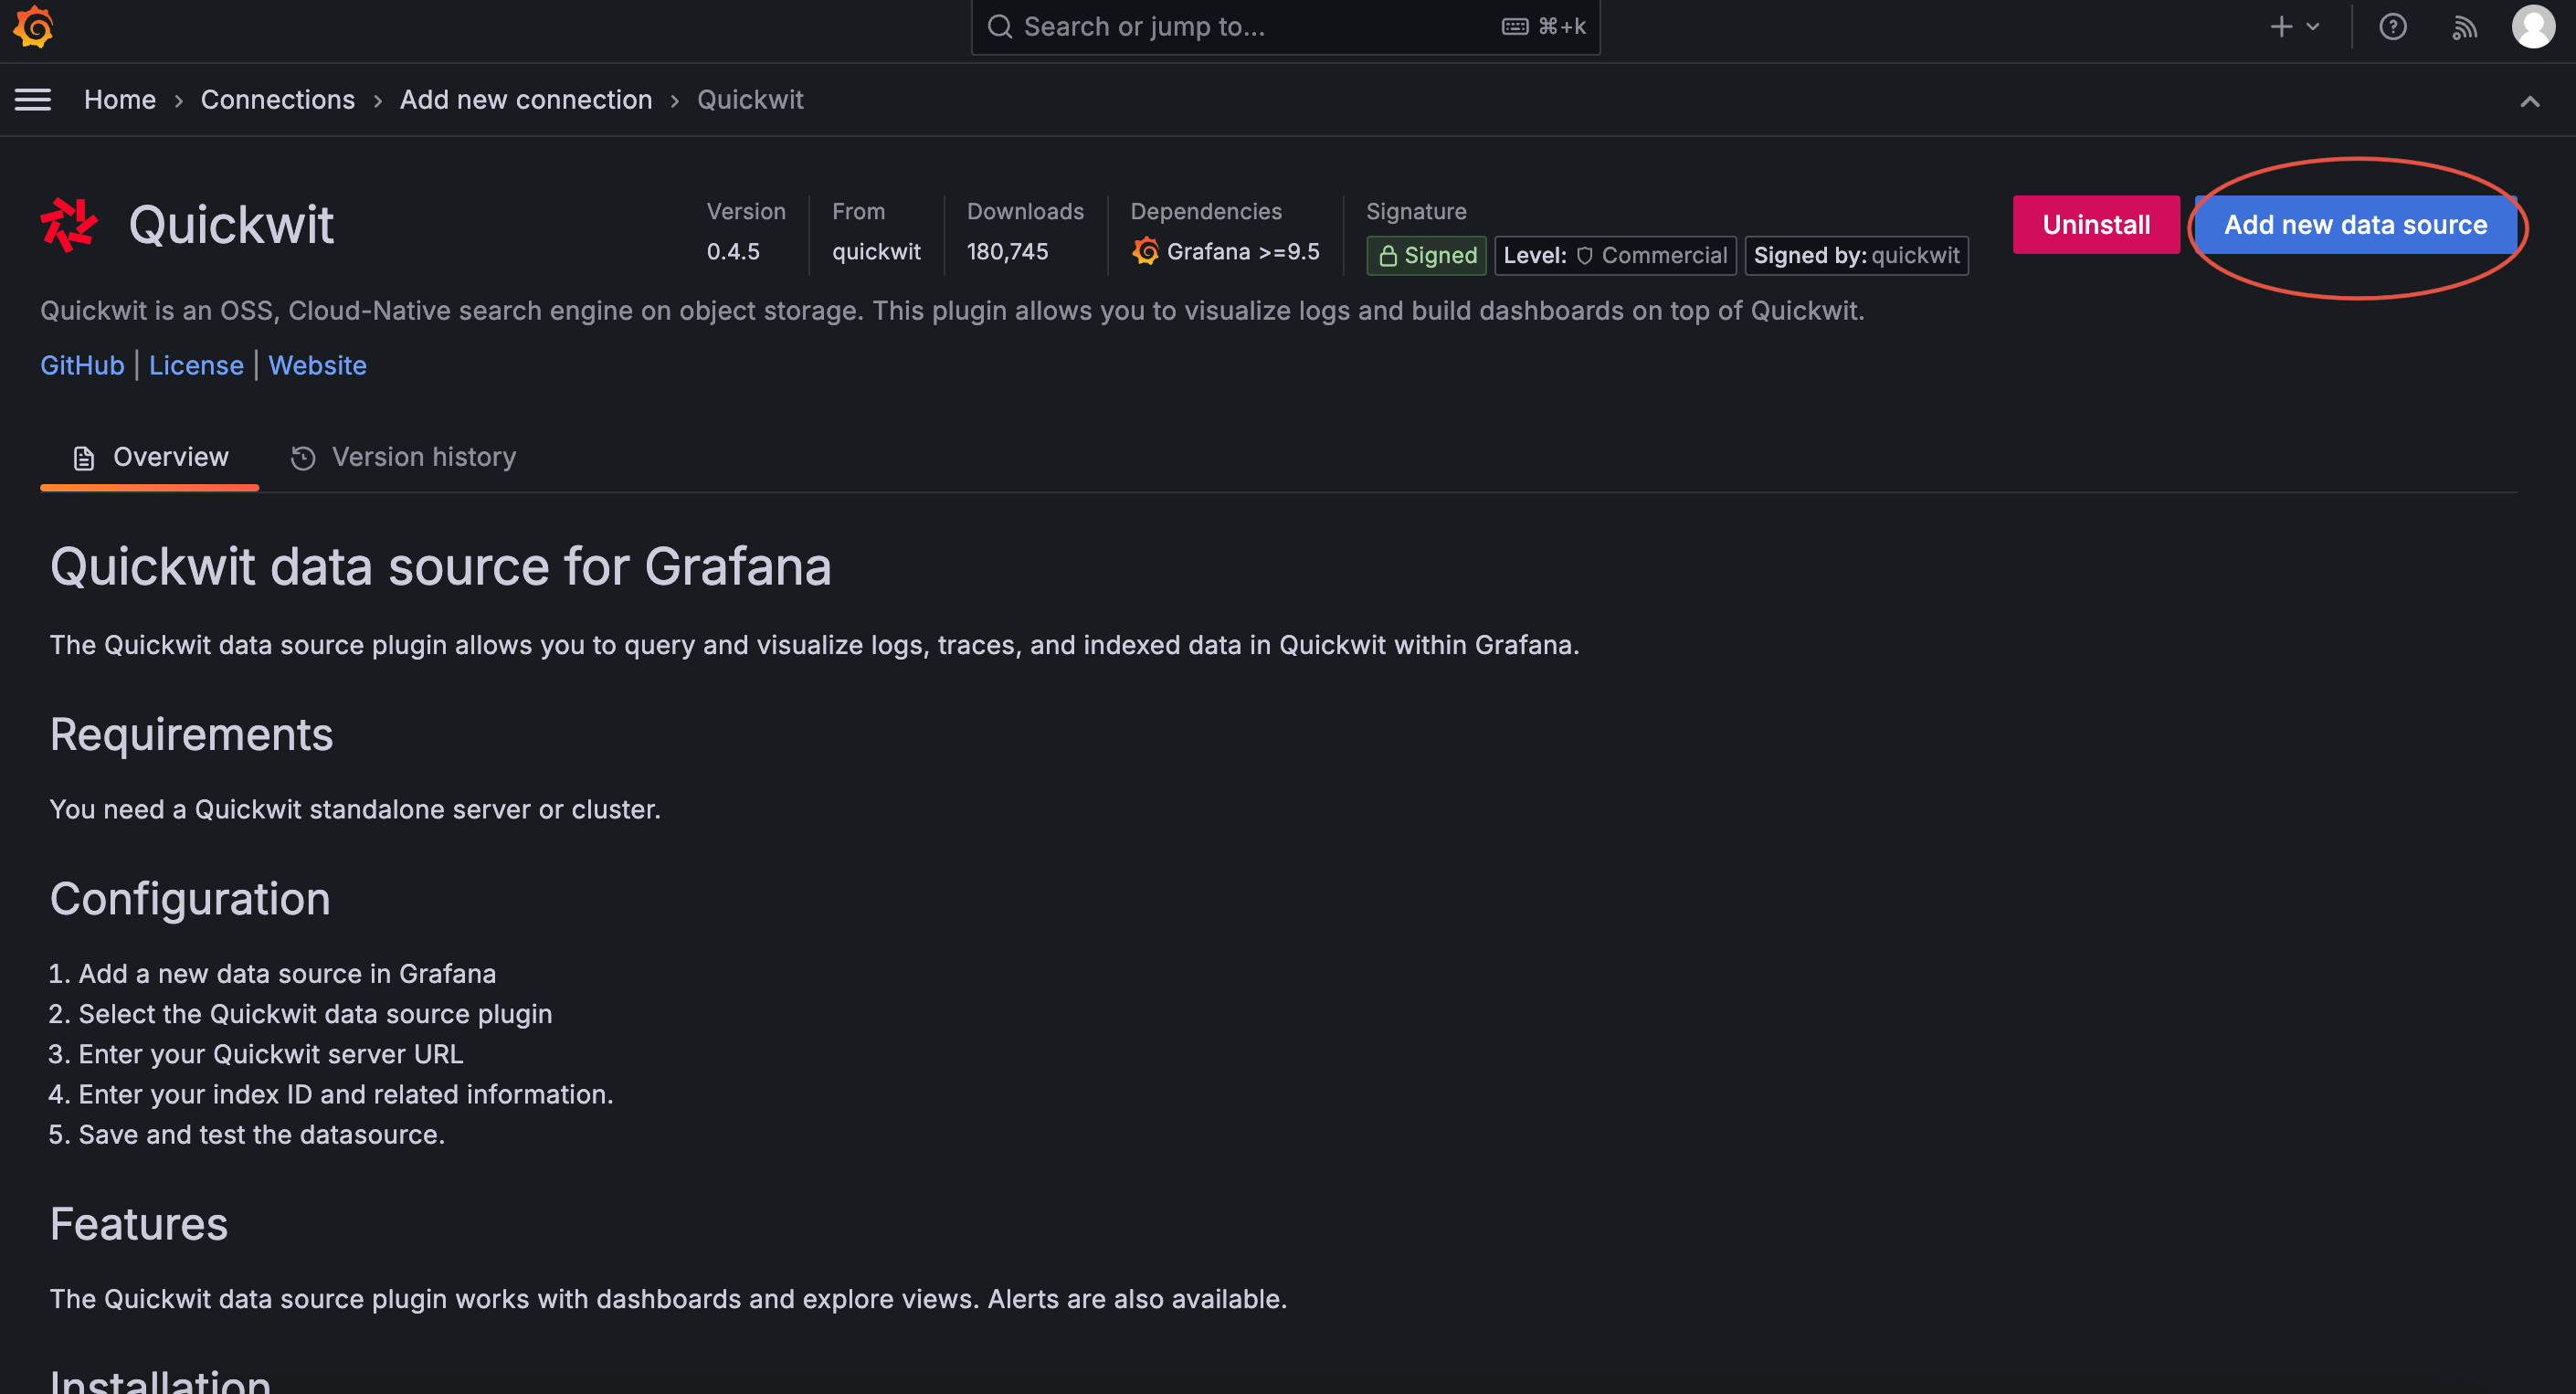 Search or jump to... ⌘+k
Home › Connections › Add new connection › Quickwit
Quickwit
Version
0.4.5
From
quickwit
Downloads
180,745
Dependencies
Grafana >=9.5
Signature
Signed Level: Commercial Signed by: quickwit
Uninstall
Add new data source
Quickwit is an OSS, Cloud-Native search engine on object storage. This plugin allows you to visualize logs and build dashboards on top of Quickwit.
GitHub | License | Website
Overview Version history
Quickwit data source for Grafana
The Quickwit data source plugin allows you to query and visualize logs, traces, and indexed data in Quickwit within Grafana.
Requirements
You need a Quickwit standalone server or cluster.
Configuration
1. Add a new data source in Grafana
2. Select the Quickwit data source plugin
3. Enter your Quickwit server URL
4. Enter your index ID and related information.
5. Save and test the datasource.
Features
The Quickwit data source plugin works with dashboards and explore views. Alerts are also available.
Installation